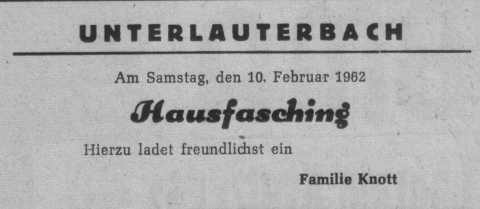 UNTERLAUTERBACH
Am Samstag, den 10. Februar 1962
Hausfasching
Hierzu ladet freundlichst ein
Familie Knott